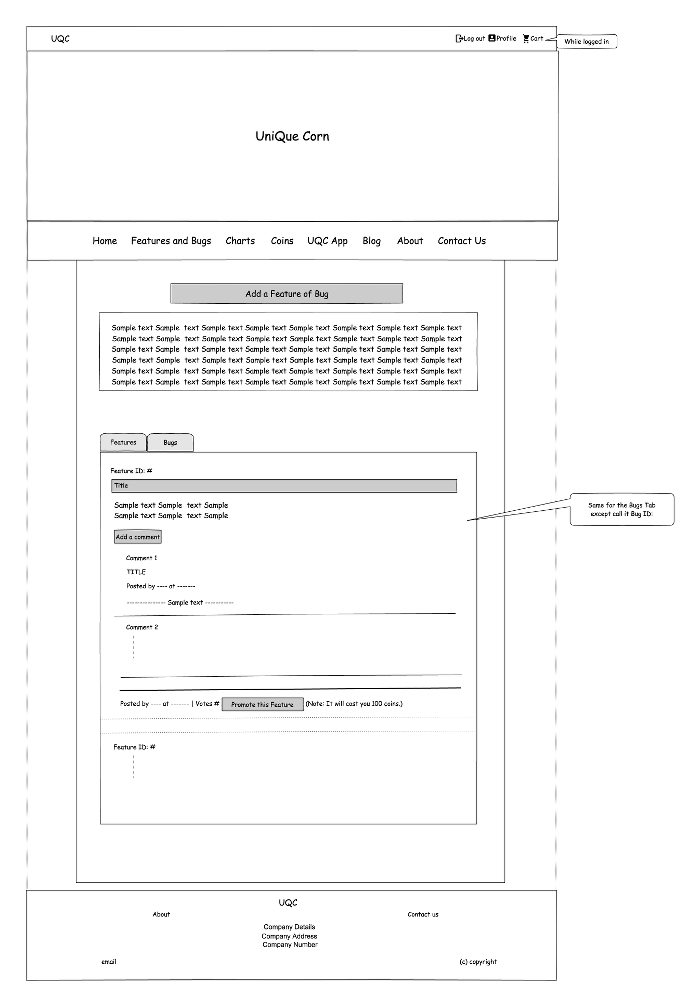 UQC
Log out Profile Cart
While logged in
UniQue Corn
Home Features and Bugs Charts Coins UQC App Blog About Contact Us
Add a Feature of Bug
Sample text Sample text Sample text Sample text Sample text Sample text Sample text Sample text
Sample text Sample text Sample text Sample text Sample text Sample text Sample text Sample text
Sample text Sample text Sample text Sample text Sample text Sample text Sample text Sample text
Sample text Sample text Sample text Sample text Sample text Sample text Sample text Sample text
Sample text Sample text Sample text Sample text Sample text Sample text Sample text Sample text
Sample text Sample text Sample text Sample text Sample text Sample text Sample text Sample text
Features Bugs
Feature ID: #
Title
Sample text Sample text Sample
Sample text Sample text Sample
Same for the Bugs Tab
except call it Bug ID:
Add a comment
Comment 1
TITLE
Posted by ---- at -------
--------------- Sample text -----------
Comment 2
Posted by ---- at ------- | Votes # Promote this Feature (Note: It will cost you 100 coins.)
Feature ID: #
UQC
About Contact us
Company Details
Company Address
Company Number
email (c) copyright